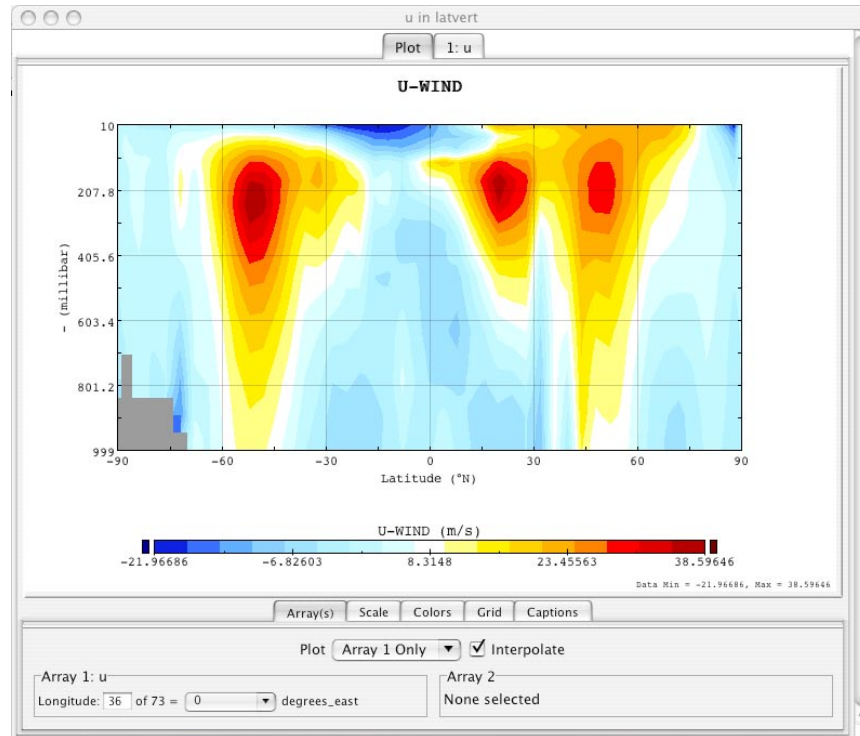 u in latvert
Plot 1: u
U-WIND
10
207.8
405.6
603.4
801.2
999
- (millibar)
-90 -60 -30 0 30 60 90
Latitude (°N)
U-WIND (m/s)
-21.96686 -6.82603 8.3148 23.45563 38.59646
Data Min = -21.96686, Max = 38.59646
Array(s) Scale Colors Grid Captions
Plot Array 1 Only Interpolate
Array 1: u Array 2
Longitude: 36 of 73 = 0 degrees_east None selected